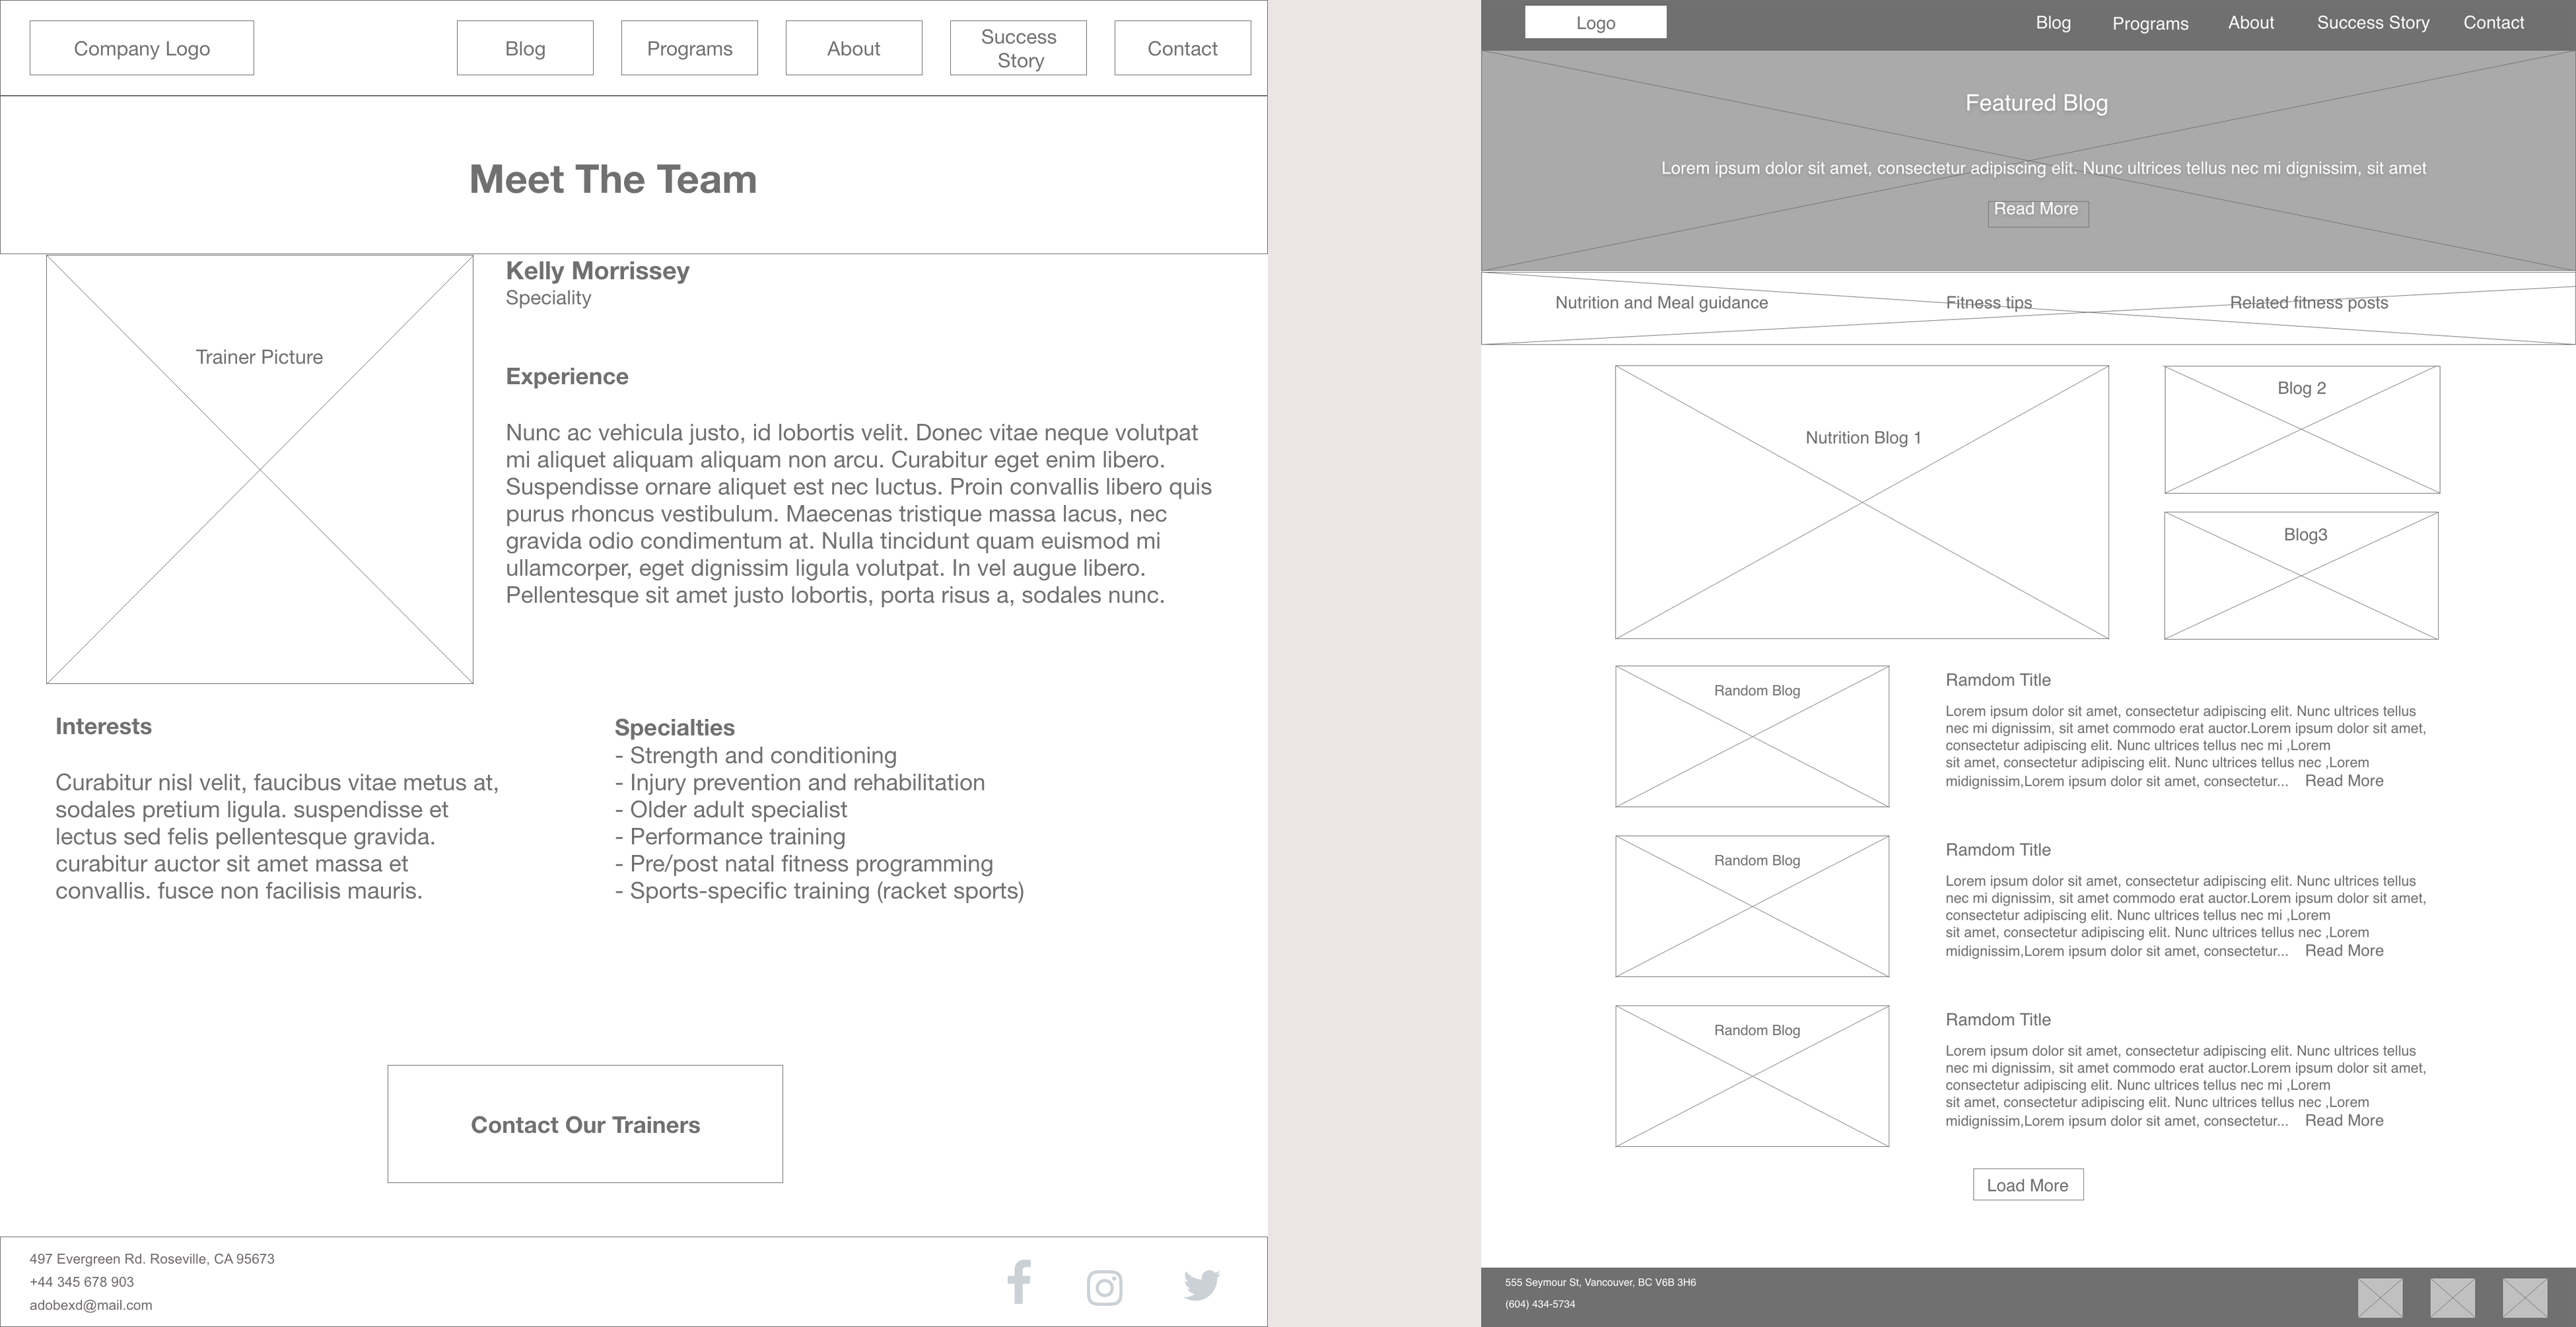 Company Logo
Blog
Programs
About
Success
Story
Contact
Meet The Team
Trainer Picture
Kelly Morrissey
Speciality
Experience
Nunc ac vehicula justo, id lobortis velit. Donec vitae neque volutpat
mi aliquet aliquam aliquam non arcu. Curabitur eget enim libero.
Suspendisse ornare aliquet est nec luctus. Proin convallis libero quis
purus rhoncus vestibulum. Maecenas tristique massa lacus, nec
gravida odio condimentum at. Nulla tincidunt quam euismod mi
ullamcorper, eget dignissim ligula volutpat. In vel augue libero.
Pellentesque sit amet justo lobortis, porta risus a, sodales nunc.
Interests
Curabitur nisl velit, faucibus vitae metus at,
sodales pretium ligula. suspendisse et
lectus sed felis pellentesque gravida.
curabitur auctor sit amet massa et
convallis. fusce non facilisis mauris.
Specialties
- Strength and conditioning
- Injury prevention and rehabilitation
- Older adult specialist
- Performance training
- Pre/post natal fitness programming
- Sports-specific training (racket sports)
Contact Our Trainers
497 Evergreen Rd. Roseville, CA 95673
+44 345 678 903
adobexd@mail.com
Logo
Blog
Programs
About
Success Story
Contact
Featured Blog
Lorem ipsum dolor sit amet, consectetur adipiscing elit. Nunc ultrices tellus nec mi dignissim, sit amet
Read More
Nutrition and Meal guidance
Fitness tips
Related fitness posts
Nutrition Blog 1
Blog 2
Blog3
Random Blog
Ramdom Title
Lorem ipsum dolor sit amet, consectetur adipiscing elit. Nunc ultrices tellus
nec mi dignissim, sit amet commodo erat auctor.Lorem ipsum dolor sit amet,
consectetur adipiscing elit. Nunc ultrices tellus nec mi ,Lorem
sit amet, consectetur adipiscing elit. Nunc ultrices tellus nec ,Lorem
midignissim,Lorem ipsum dolor sit amet, consectetur... Read More
Random Blog
Ramdom Title
Lorem ipsum dolor sit amet, consectetur adipiscing elit. Nunc ultrices tellus
nec mi dignissim, sit amet commodo erat auctor.Lorem ipsum dolor sit amet,
consectetur adipiscing elit. Nunc ultrices tellus nec mi ,Lorem
sit amet, consectetur adipiscing elit. Nunc ultrices tellus nec ,Lorem
midignissim,Lorem ipsum dolor sit amet, consectetur... Read More
Random Blog
Ramdom Title
Lorem ipsum dolor sit amet, consectetur adipiscing elit. Nunc ultrices tellus
nec mi dignissim, sit amet commodo erat auctor.Lorem ipsum dolor sit amet,
consectetur adipiscing elit. Nunc ultrices tellus nec mi ,Lorem
sit amet, consectetur adipiscing elit. Nunc ultrices tellus nec ,Lorem
midignissim,Lorem ipsum dolor sit amet, consectetur... Read More
Load More
555 Seymour St, Vancouver, BC V6B 3H6
(604) 434-5734